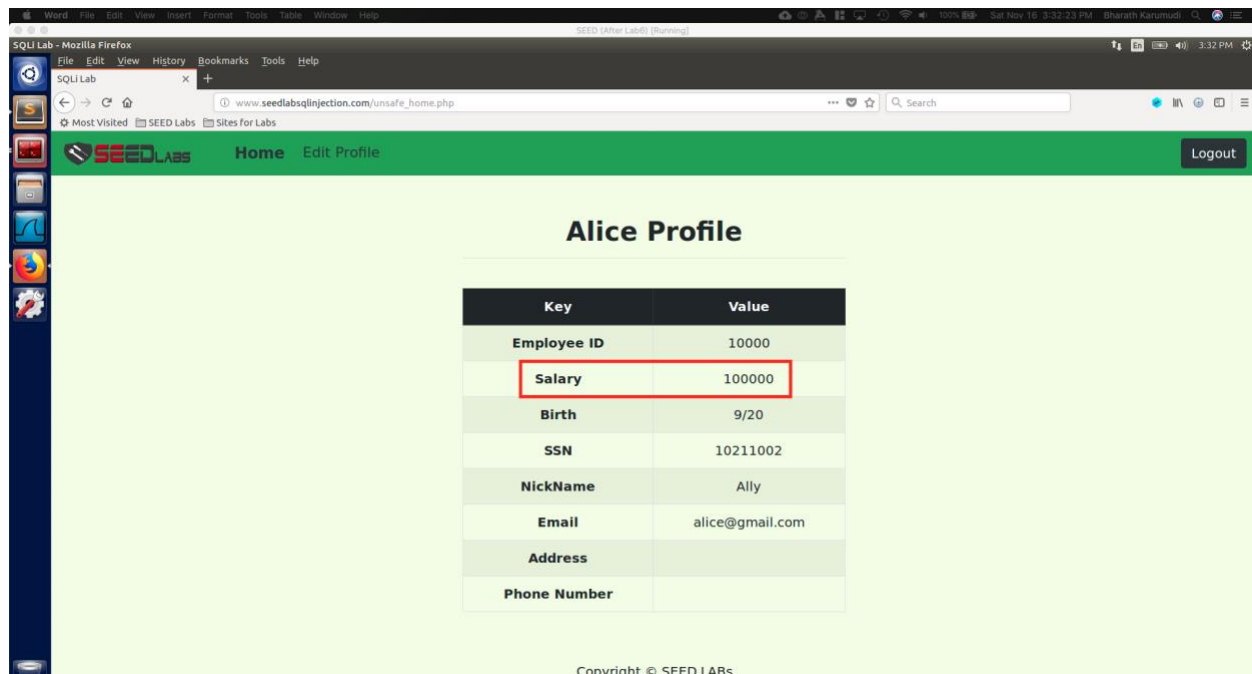 Word File Edit View Insert Format Tools Table Window Help 100% Sat Nov 16 3:32:23 PM Bharath Karumudi
SEED (After Lab6) [Running]
SQLi Lab - Mozilla Firefox En 3:32 PM
File Edit View History Bookmarks Tools Help
SQLi Lab
www.seedlabsqlinjection.com/unsafe_home.php Search
Most Visited SEED Labs Sites for Labs
SEEDLABS Home Edit Profile Logout
Alice Profile
Key Value
Employee ID 10000
Salary 100000
Birth 9/20
SSN 10211002
NickName Ally
Email alice@gmail.com
Address
Phone Number
Copyright © SEED LABs